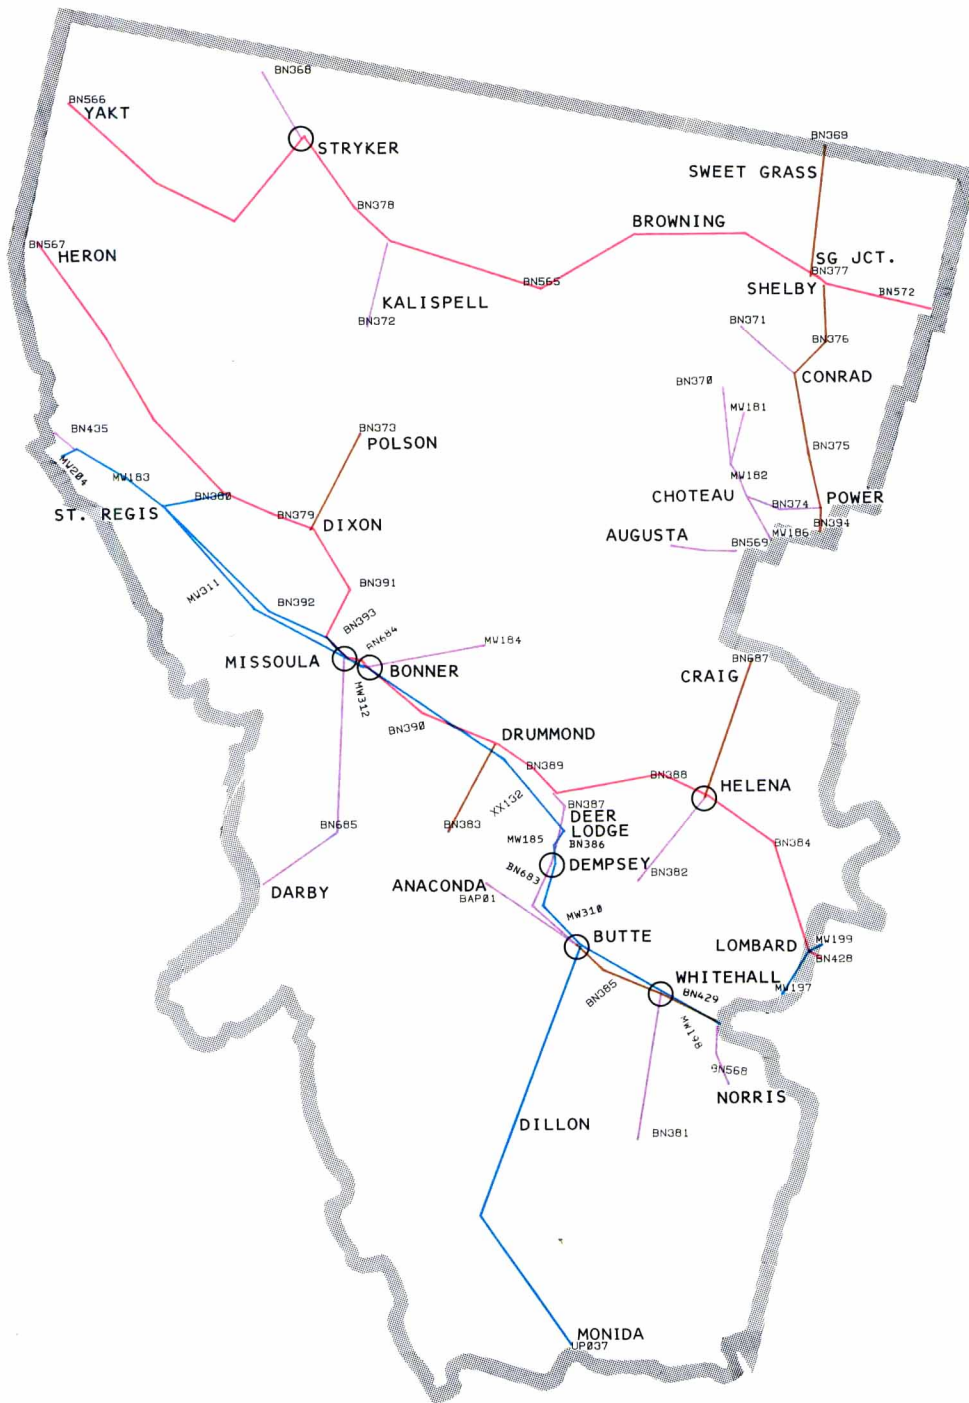 BN368
BN566
YAKT
BN369
STRYKER
SWEET GRASS
BN378
BROWNING
BN567
HERON
SG JCT.
BN377
BN565
SHELBY
BN572
KALISPELL
BN372
BN371
BN376
CONRAD
BN370
MW181
BN435
BN373
POLSON
BN375
MW204
MW183
MW182
BN380
CHOTEAU
POWER
BN374
ST. REGIS
BN379
DIXON
BN394
AUGUSTA
MW186
BN569
MW311
BN391
BN392
BN393
BN684
MW184
MISSOULA
BONNER
BN687
CRAIG
MW312
BN390
DRUMMOND
BN389
BN388
HELENA
XX132
BN387
DEER
LODGE
BN383
MW185
BN386
BN384
BN685
BN683
DEMPSEY
BN382
DARBY
ANACONDA
BAP01
MW310
BUTTE
LOMBARD
MW199
BN428
WHITEHALL
BN385
BN429
MW197
MW198
BN568
NORRIS
DILLON
BN381
MONIDA
UP037